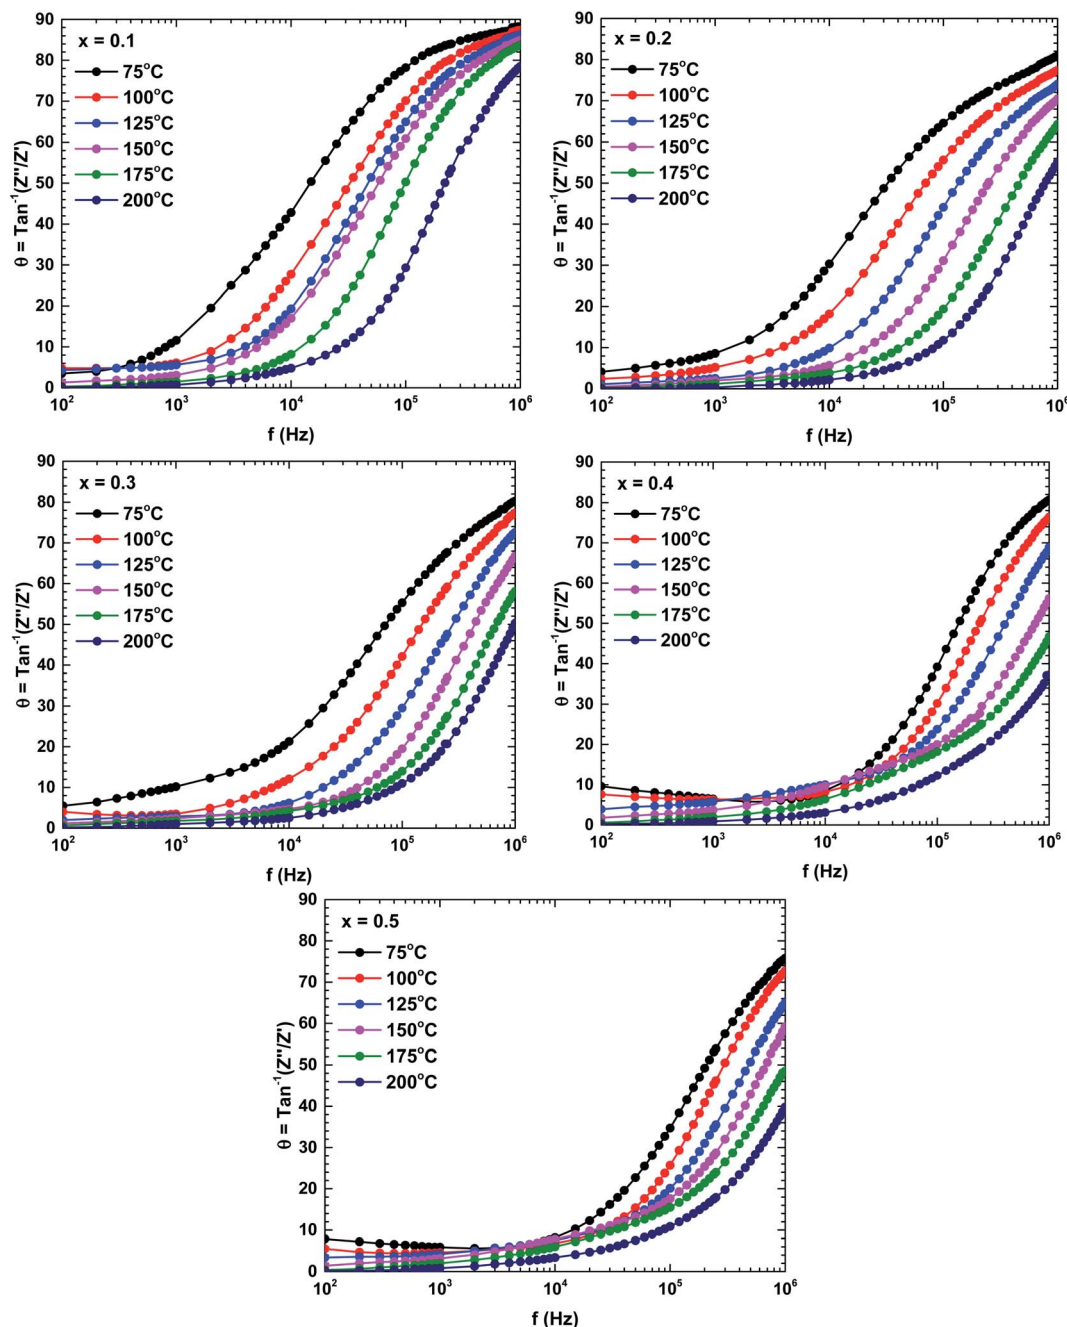 x = 0.1
75°C
100°C
125°C
150°C
175°C
200°C
θ = Tan⁻¹(Z''/Z')
90
80
70
60
50
40
30
20
10
0
10² 10³ 10⁴ 10⁵ 10⁶
f (Hz)
x = 0.2
75°C
100°C
125°C
150°C
175°C
200°C
θ = Tan⁻¹(Z''/Z')
90
80
70
60
50
40
30
20
10
0
10² 10³ 10⁴ 10⁵ 10⁶
f (Hz)
x = 0.3
75°C
100°C
125°C
150°C
175°C
200°C
θ = Tan⁻¹(Z''/Z')
90
80
70
60
50
40
30
20
10
0
10² 10³ 10⁴ 10⁵ 10⁶
f (Hz)
x = 0.4
75°C
100°C
125°C
150°C
175°C
200°C
θ = Tan⁻¹(Z''/Z')
90
80
70
60
50
40
30
20
10
0
10² 10³ 10⁴ 10⁵ 10⁶
f (Hz)
x = 0.5
75°C
100°C
125°C
150°C
175°C
200°C
θ = Tan⁻¹(Z''/Z')
90
80
70
60
50
40
30
20
10
0
10² 10³ 10⁴ 10⁵ 10⁶
f (Hz)